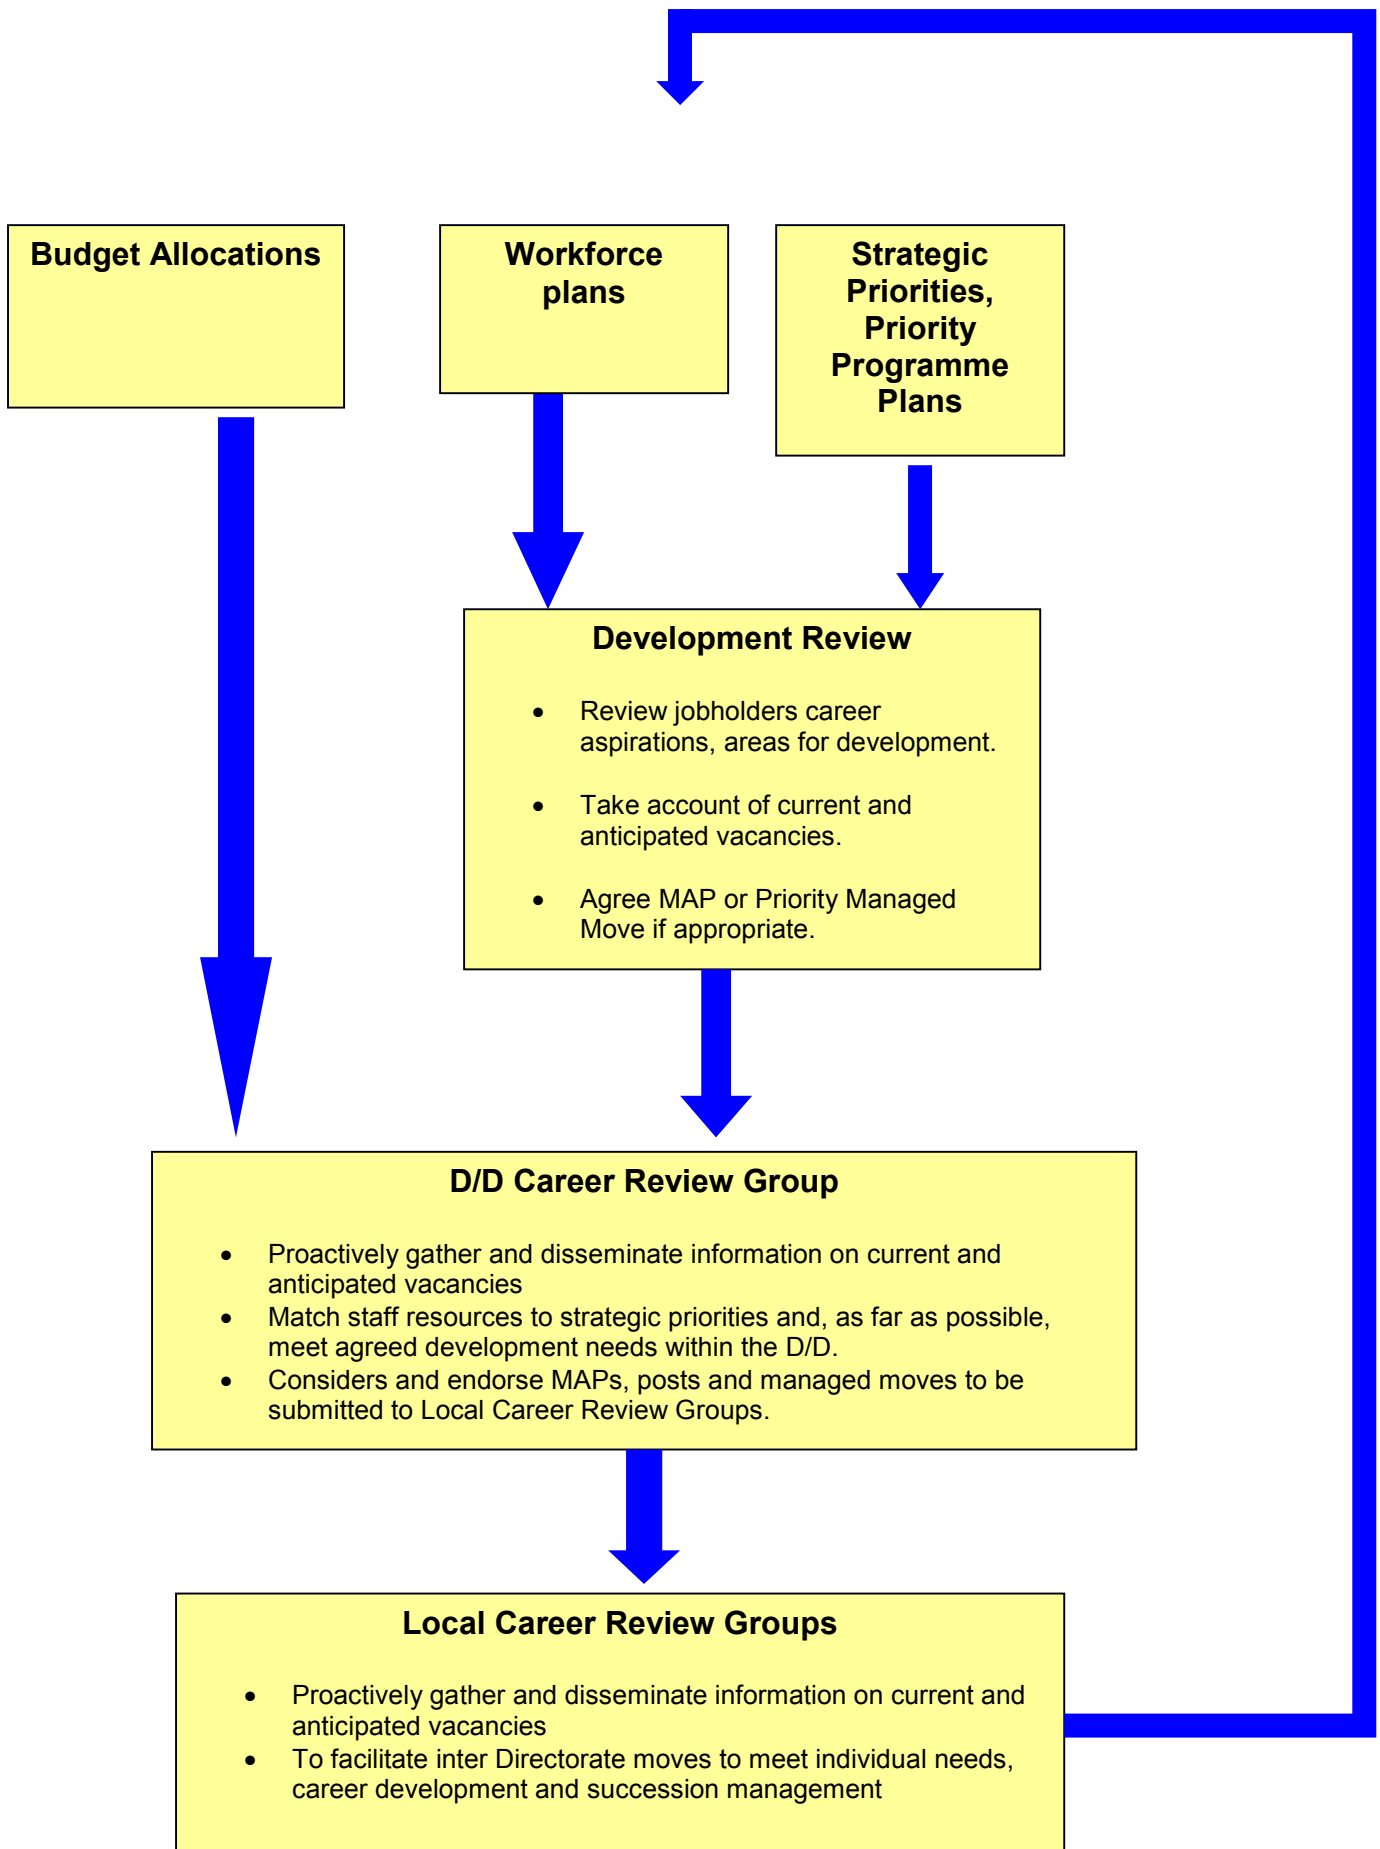 Budget Allocations
Workforce
plans
Strategic
Priorities,
Priority
Programme
Plans
Development Review
• Review jobholders career
aspirations, areas for development.
• Take account of current and
anticipated vacancies.
• Agree MAP or Priority Managed
Move if appropriate.
D/D Career Review Group
• Proactively gather and disseminate information on current and
anticipated vacancies
• Match staff resources to strategic priorities and, as far as possible,
meet agreed development needs within the D/D.
• Considers and endorse MAPs, posts and managed moves to be
submitted to Local Career Review Groups.
Local Career Review Groups
• Proactively gather and disseminate information on current and
anticipated vacancies
• To facilitate inter Directorate moves to meet individual needs,
career development and succession management